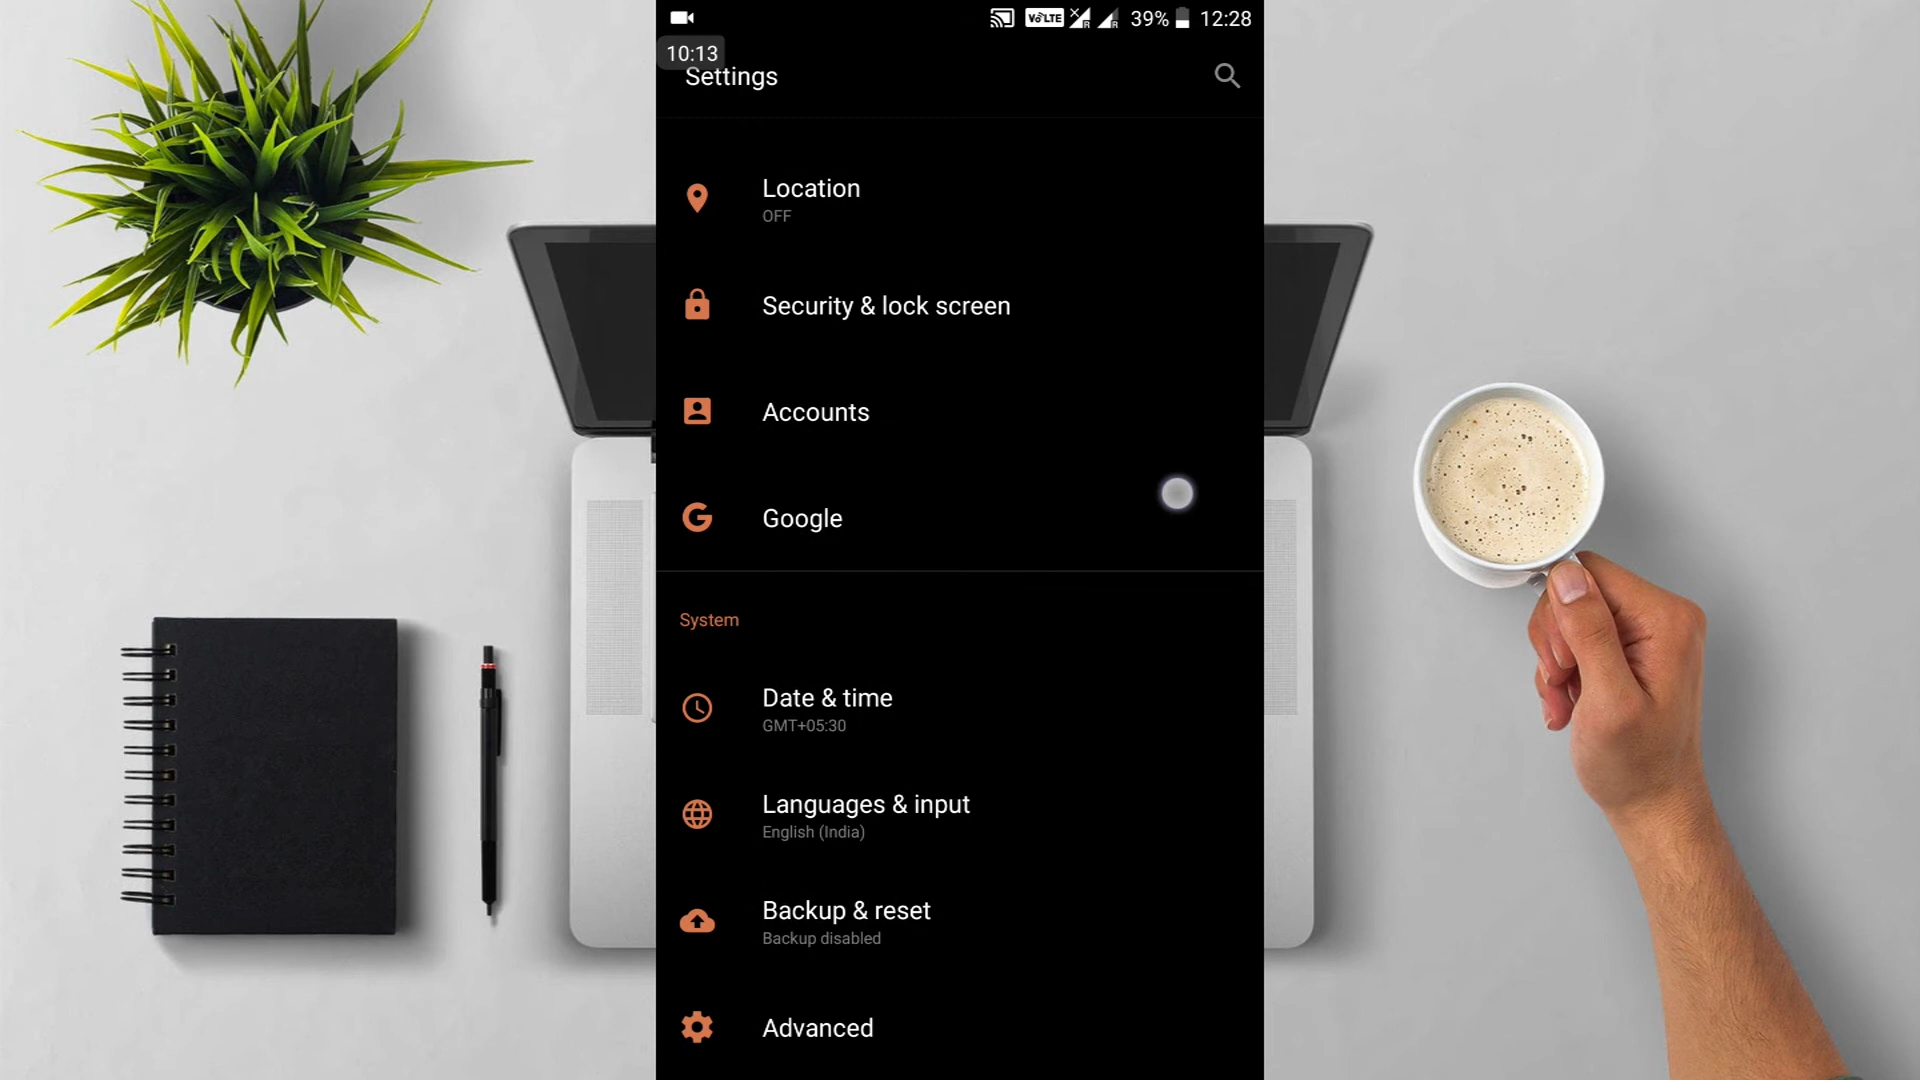 VoLTE R R 39% 12:28
10:13
Settings
Location
OFF
Security & lock screen
Accounts
Google
System
Date & time
GMT+05:30
Languages & input
English (India)
Backup & reset
Backup disabled
Advanced